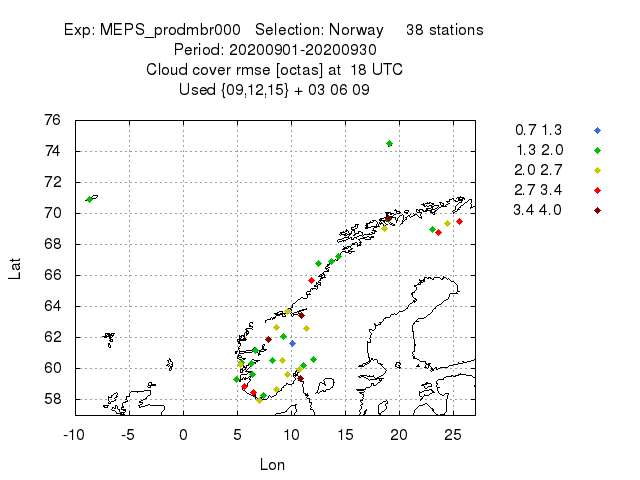 Exp: MEPS_prodmbr000   Selection: Norway     38 stations
Period: 20200901-20200930
Cloud cover rmse [octas] at  18 UTC
Used {09,12,15} + 03 06 09
76
74
72
70
68
66
64
62
60
58
Lat
-10 -5 0 5 10 15 20 25
Lon
0.7 1.3
1.3 2.0
2.0 2.7
2.7 3.4
3.4 4.0